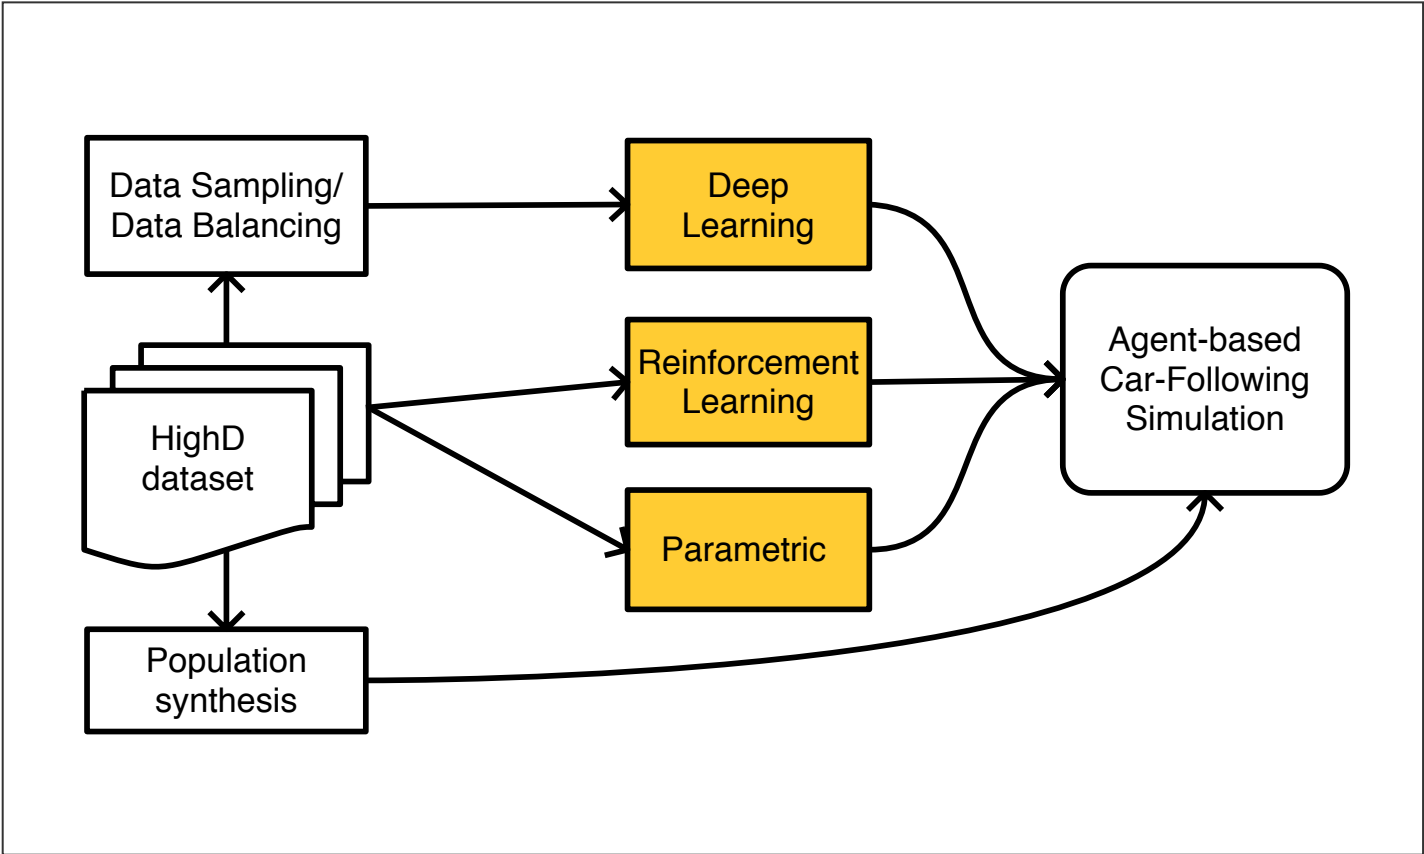 Data Sampling/
Data Balancing
Deep
Learning
HighD
dataset
Reinforcement
Learning
Parametric
Agent-based
Car-Following
Simulation
Population
synthesis